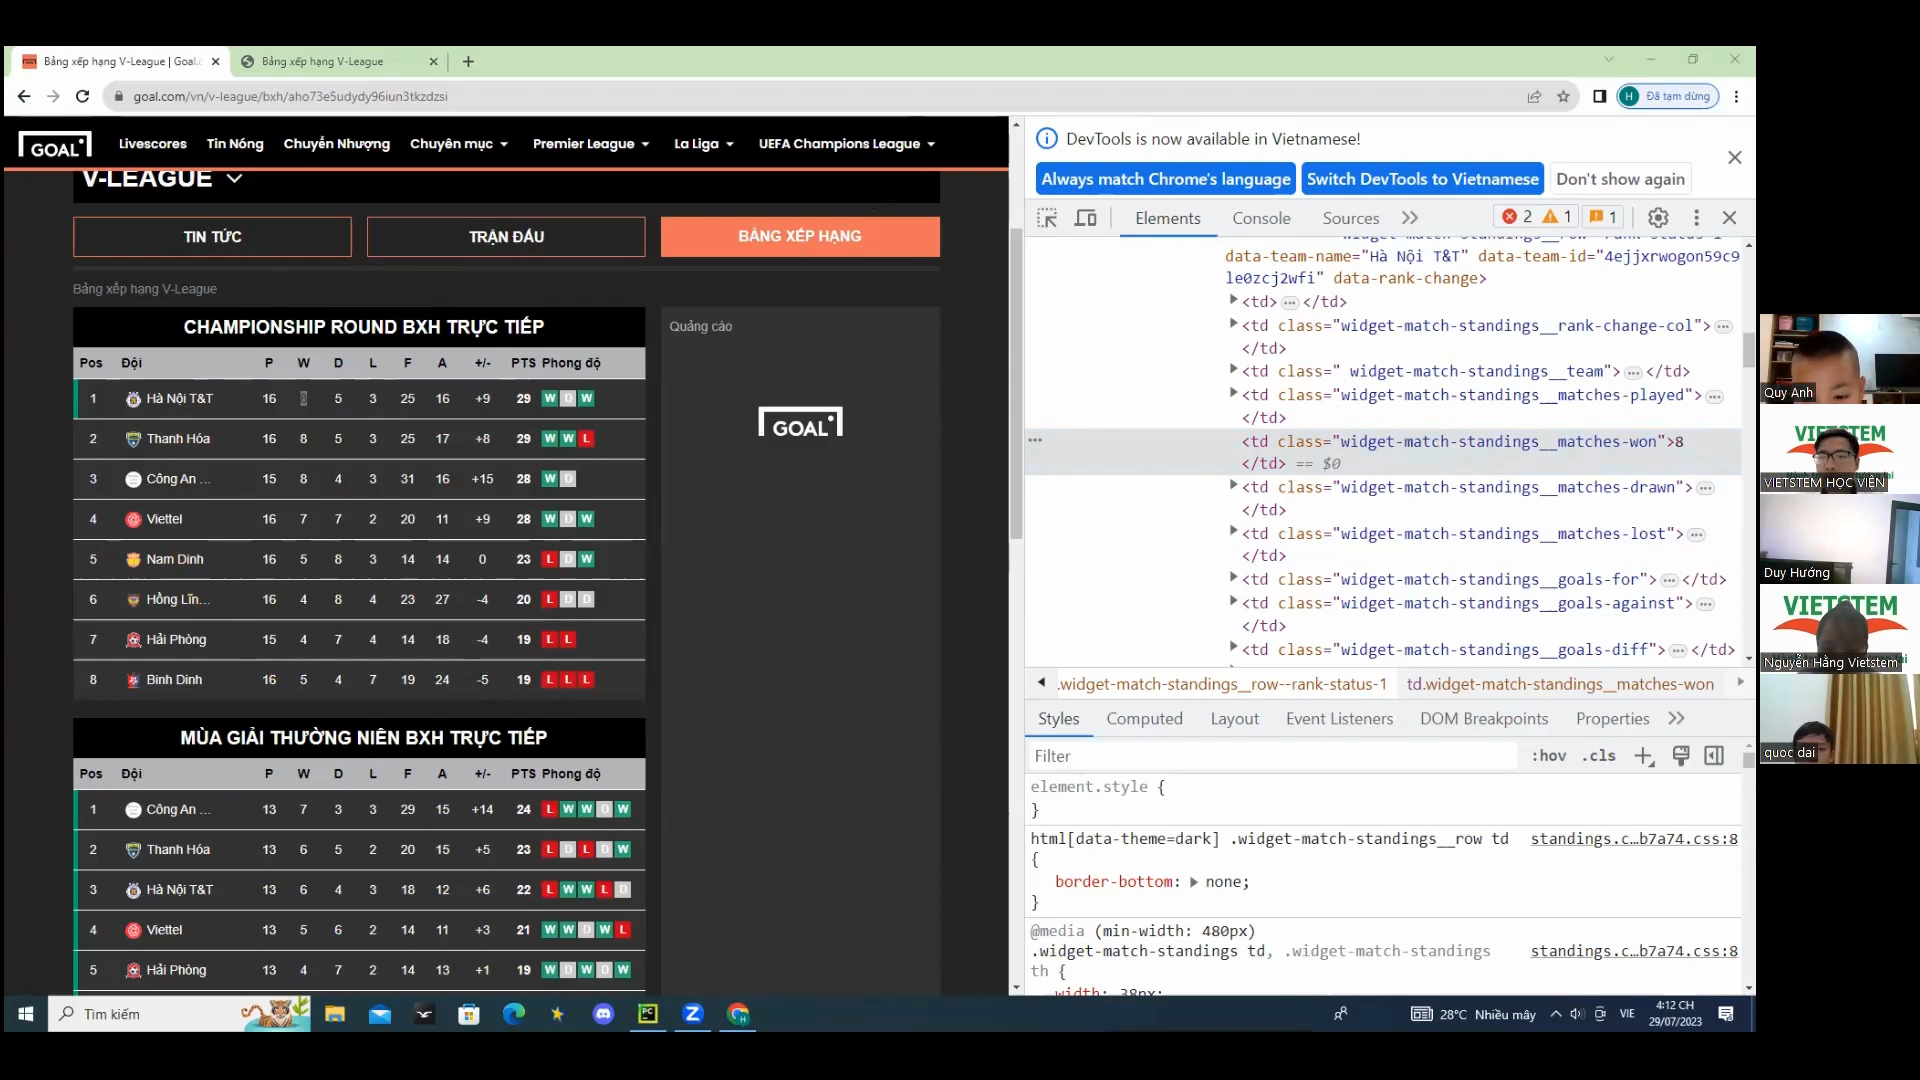 Bảng xếp hạng V-League | Goal.c
Bảng xếp hạng V-League
goal.com/vn/v-league/bxh/aho73e5udydy96iun3tkzdzsi
H Đã tạm dừng
GOAL Livescores Tin Nóng Chuyển Nhượng Chuyên mục Premier League La Liga UEFA Champions League
V-LEAGUE
TIN TỨC TRẬN ĐẤU BẢNG XẾP HẠNG
Bảng xếp hạng V-League
CHAMPIONSHIP ROUND BXH TRỰC TIẾP
Pos Đội P W D L F A +/- PTS Phong độ
1 Hà Nội T&T 16 5 3 25 16 +9 29 W D W
2 Thanh Hóa 16 8 5 3 25 17 +8 29 W W L
3 Công An ... 15 8 4 3 31 16 +15 28 W D
4 Viettel 16 7 7 2 20 11 +9 28 W D W
5 Nam Dinh 16 5 8 3 14 14 0 23 L D W
6 Hồng Lĩn... 16 4 8 4 23 27 -4 20 L D D
7 Hải Phòng 15 4 7 4 14 18 -4 19 L L
8 Binh Dinh 16 5 4 7 19 24 -5 19 L L L
MÙA GIẢI THƯỜNG NIÊN BXH TRỰC TIẾP
Pos Đội P W D L F A +/- PTS Phong độ
1 Công An ... 13 7 3 3 29 15 +14 24 L W W D W
2 Thanh Hóa 13 6 5 2 20 15 +5 23 L D L D W
3 Hà Nội T&T 13 6 4 3 18 12 +6 22 L W W L D
4 Viettel 13 5 6 2 14 11 +3 21 W W D W L
5 Hải Phòng 13 4 7 2 14 13 +1 19 W D W D W
Quảng cáo
GOAL
DevTools is now available in Vietnamese!
Always match Chrome's language Switch DevTools to Vietnamese Don't show again
Elements Console Sources 2 1 1
data-team-name="Hà Nội T&T" data-team-id="4ejjxrwogon59c9
le0zcj2wfi" data-rank-change>
<td>…</td>
<td class="widget-match-standings__rank-change-col">…
</td>
<td class=" widget-match-standings__team">…</td>
<td class="widget-match-standings__matches-played">…
</td>
<td class="widget-match-standings__matches-won">8
</td> == $0
<td class="widget-match-standings__matches-drawn">…
</td>
<td class="widget-match-standings__matches-lost">…
</td>
<td class="widget-match-standings__goals-for">…</td>
<td class="widget-match-standings__goals-against">…
</td>
<td class="widget-match-standings__goals-diff">…</td>
.widget-match-standings__row--rank-status-1 td.widget-match-standings__matches-won
Styles Computed Layout Event Listeners DOM Breakpoints Properties
Filter :hov .cls
element.style {
}
html[data-theme=dark] .widget-match-standings__row td standings.c…b7a74.css:8
{
border-bottom: none;
}
@media (min-width: 480px)
.widget-match-standings td, .widget-match-standings standings.c…b7a74.css:8
th {
width: 38px;
Quy Anh
VIETSTEM
VIETSTEM HỌC VIỆN
Duy Hướng
VIETSTEM
Nguyễn Hằng Vietstem
quoc dai
Tìm kiếm
28°C Nhiều mây VIE 4:12 CH
29/07/2023